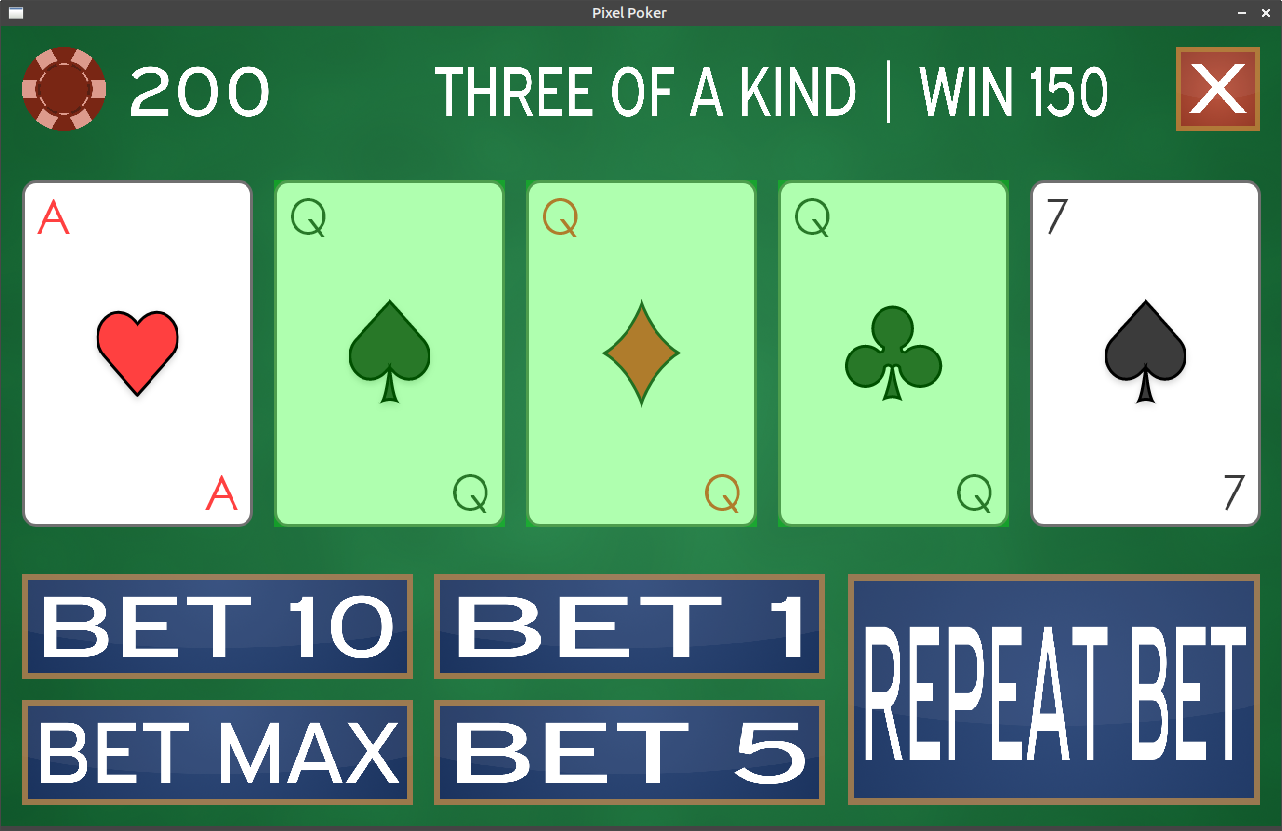 Pixel Poker
200 THREE OF A KIND | WIN 150 X
A Q Q Q 7
A Q Q Q 7
BET 10 BET 1
REPEAT BET
BET MAX BET 5